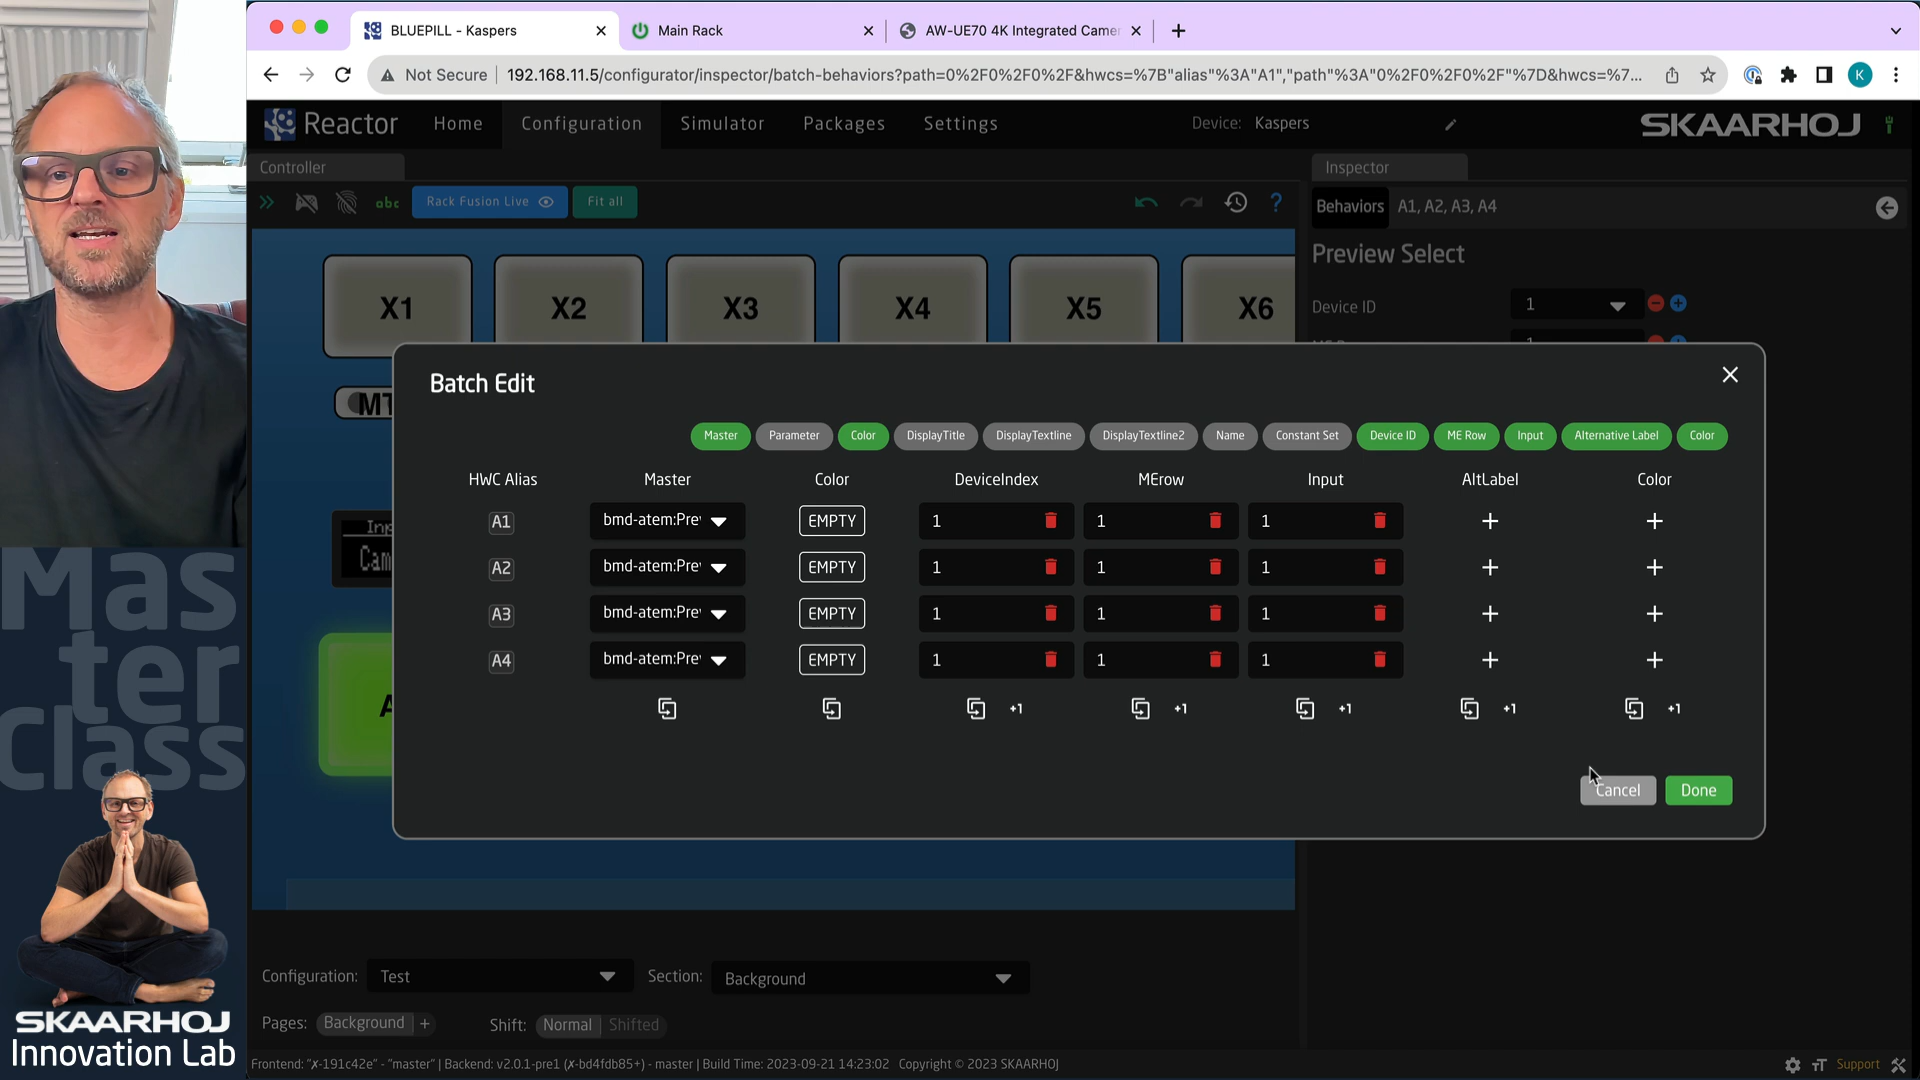 BLUEPILL - Kaspers
Main Rack
AW-UE70 4K Integrated Camer
Not Secure
192.168.11.5/configurator/inspector/batch-behaviors?path=0%2F0%2F0%2F&hwcs=%7B"alias"%3A"A1","path"%3A"0%2F0%2F0%2F"%7D&hwcs=%7...
K
Reactor
Home
Configuration
Simulator
Packages
Settings
Device: Kaspers
SKAARHOJ
Controller
Inspector
abc
Rack Fusion Live
Fit all
?
Behaviors
A1, A2, A3, A4
Preview Select
Device ID
1
X1
X2
X3
X4
X5
X6
Batch Edit
Master
Parameter
Color
DisplayTitle
DisplayTextline
DisplayTextline2
Name
Constant Set
Device ID
ME Row
Input
Alternative Label
Color
HWC Alias
Master
Color
DeviceIndex
MErow
Input
AltLabel
Color
A1
bmd-atem:Pre
EMPTY
1
1
1
+
+
A2
bmd-atem:Pre
EMPTY
1
1
1
+
+
A3
bmd-atem:Pre
EMPTY
1
1
1
+
+
A4
bmd-atem:Pre
EMPTY
1
1
1
+
+
+1
+1
+1
+1
+1
Cancel
Done
Configuration:
Test
Section:
Background
Pages:
Background
+
Shift:
Normal
Shifted
Frontend: "✗-191c42e" - "master" | Backend: v2.0.1-pre1 (✗-bd4fdb85+) - master | Build Time: 2023-09-21 14:23:02 Copyright © 2023 SKAARHOJ
Support
Mas
ter
Class
SKAARHOJ
Innovation Lab